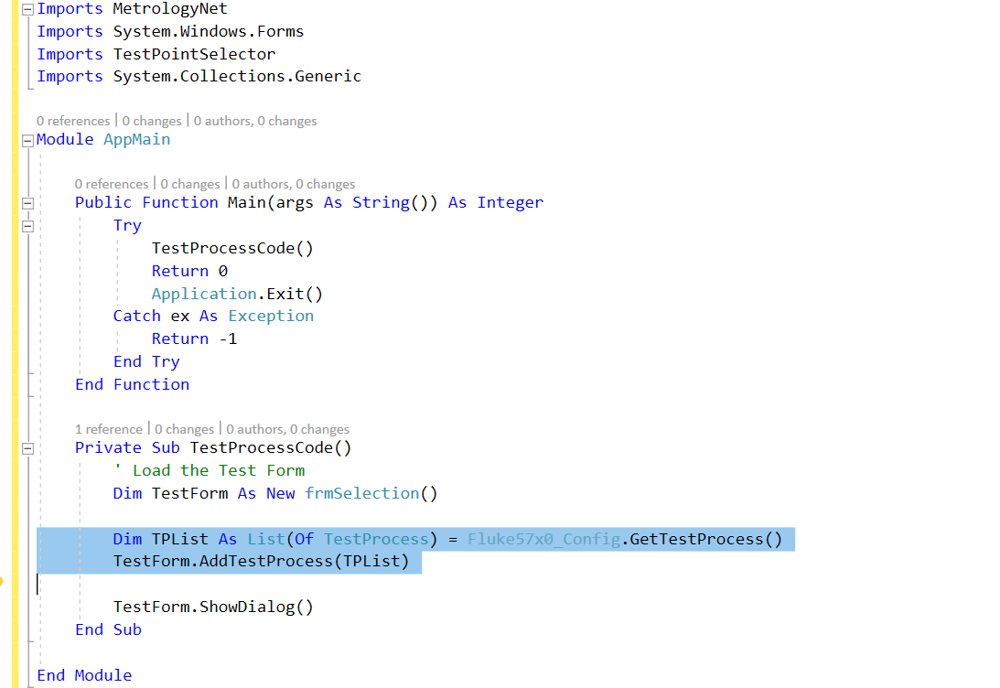 Imports MetrologyNet
Imports System.Windows.Forms
Imports TestPointSelector
Imports System.Collections.Generic
0 references | 0 changes | 0 authors, 0 changes
Module AppMain
0 references | 0 changes | 0 authors, 0 changes
Public Function Main(args As String()) As Integer
Try
TestProcessCode()
Return 0
Application.Exit()
Catch ex As Exception
Return -1
End Try
End Function
1 reference | 0 changes | 0 authors, 0 changes
Private Sub TestProcessCode()
' Load the Test Form
Dim TestForm As New frmSelection()
Dim TPList As List(Of TestProcess) = Fluke57x0_Config.GetTestProcess()
TestForm.AddTestProcess(TPList)
TestForm.ShowDialog()
End Sub
End Module